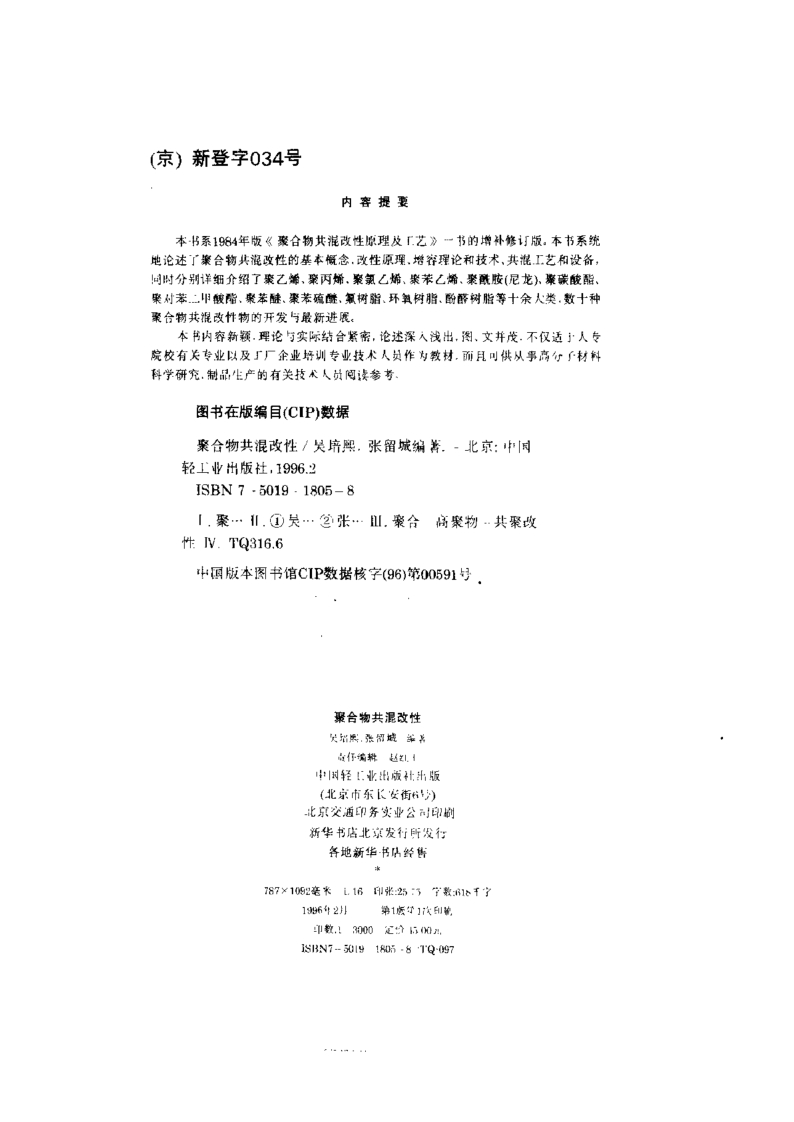 (京) 新登字034号
内 容 提 要
本书系1984年版《聚合物共混改性原理及工艺》一书的增补修订版。本书系统
地论述了聚合物共混改性的基本概念、改性原理、增容理论和技术、共混工艺和设备,
同时分别详细介绍了聚乙烯、聚丙烯、聚氯乙烯、聚苯乙烯、聚酰胺(尼龙)、聚碳酸酯、
聚对苯二甲酸酯、聚苯醚、聚苯硫醚、氟树脂、环氧树脂、酚醛树脂等十余大类,数十种
聚合物共混改性物的开发与最新进展。
本书内容新颖,理论与实际结合紧密,论述深入浅出,图、文并茂,不仅适于大专
院校有关专业以及工厂企业培训专业技术人员作为教材,而且可供从事高分子材料
科学研究,制品生产的有关技术人员阅读参考.
图书在版编目(CIP)数据
聚合物共混改性/吴培熙,张留城编著. - 北京:中国
轻工业出版社,1996.2
ISBN 7-5019-1805-8
Ⅰ.聚… Ⅱ.①吴…②张… Ⅲ.聚合 高聚物-共聚改
性 Ⅳ. TQ316.6
中国版本图书馆CIP数据核字(96)第00591号
聚合物共混改性
吴培熙、张留城 编著
责任编辑
中国轻工业出版社出版
(北京市东长安街6号)
北京交通印务实业公司印刷
新华书店北京发行所发行
各地新华书店经售
*
787×1092毫米 1/16 印张:25 字数:618千字
1996年2月 第1版第1次印刷
印数:1 3000 定价
ISBN7-5019-1805-8/TQ·097